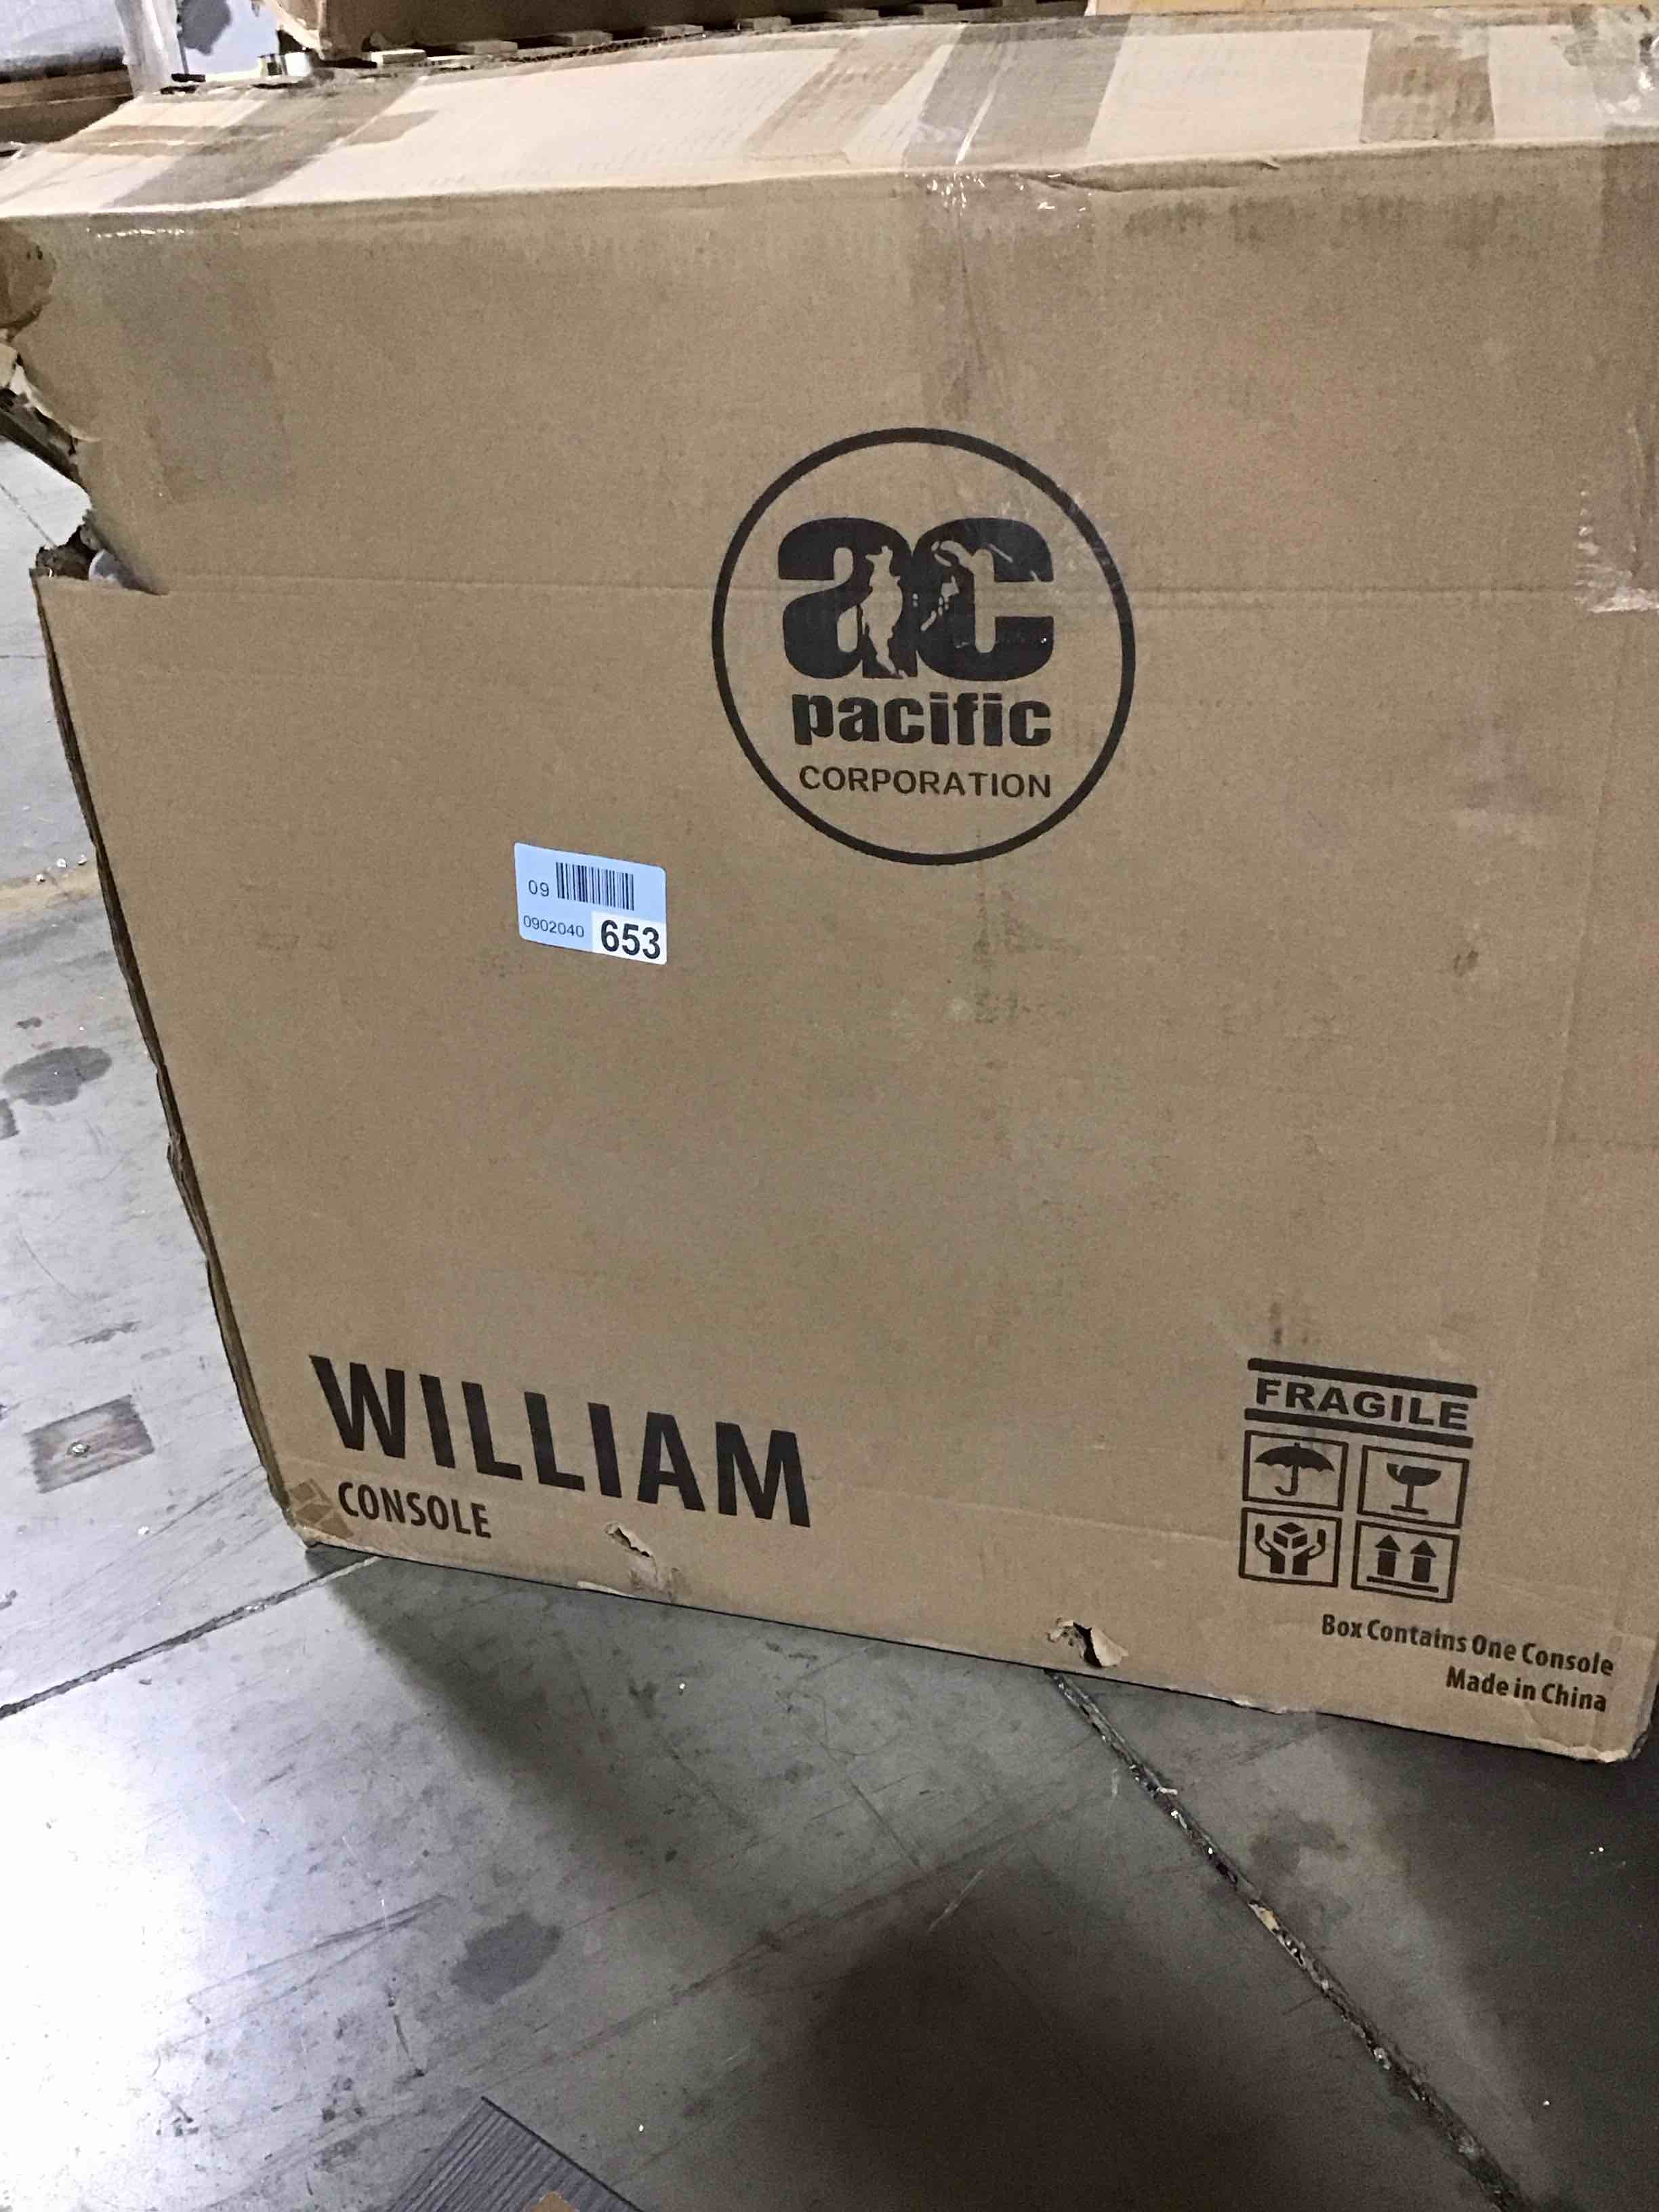 ac
pacific
CORPORATION
09
0902040 653
WILLIAM
CONSOLE
FRAGILE
Box Contains One Console
Made in China